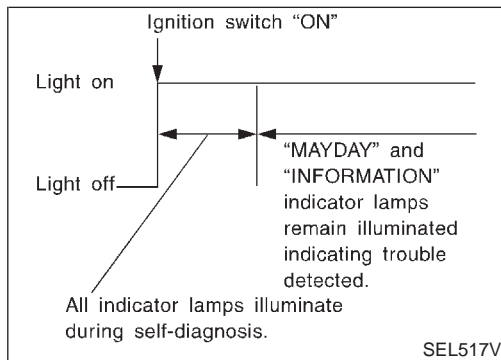 Ignition switch “ON”
Light on
Light off
“MAYDAY” and
“INFORMATION”
indicator lamps
remain illuminated
indicating trouble
detected.
All indicator lamps illuminate
during self-diagnosis.
SEL517V